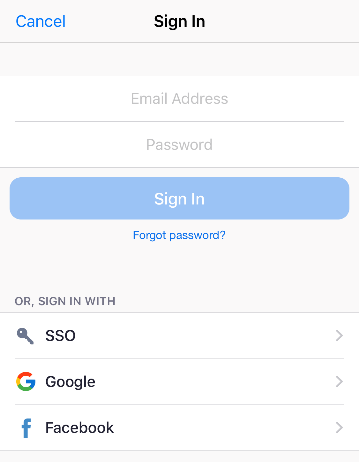 Cancel Sign In
Email Address
Password
Sign In
Forgot password?
OR, SIGN IN WITH
SSO
Google
Facebook